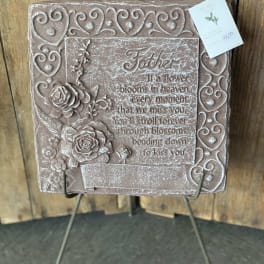 Father
If a flower
blooms in heaven
every moment
that we miss you,
You'll stroll forever
through blossoms
bending down
to kiss you.